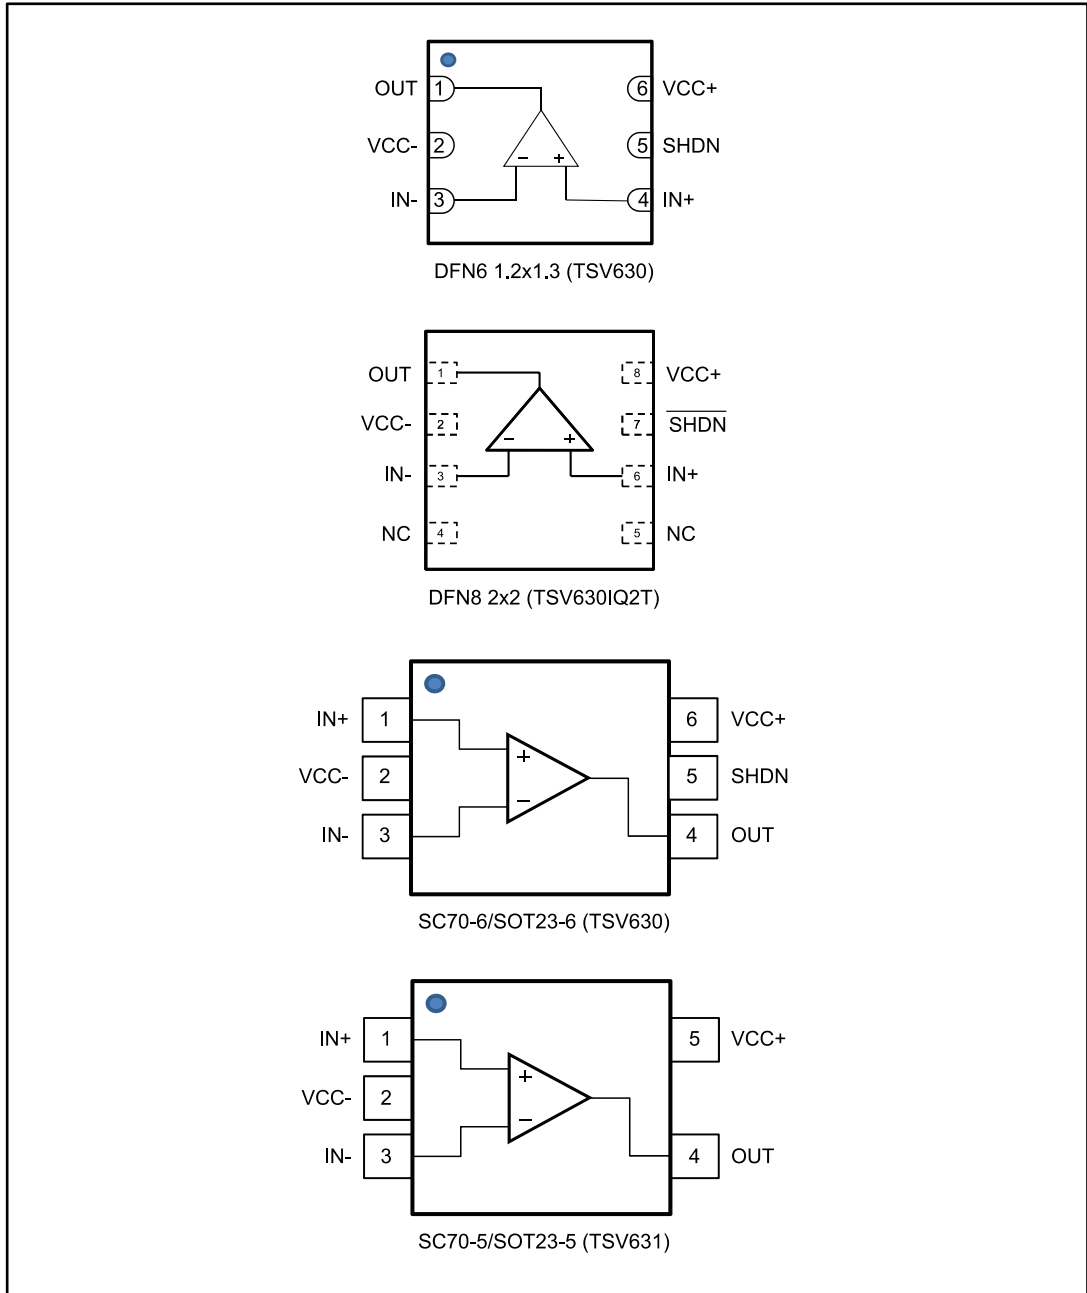 OUT 1 6 VCC+
VCC- 2 5 SHDN
- +
IN- 3 4 IN+
DFN6 1.2x1.3 (TSV630)
OUT 1 8 VCC+
VCC- 2 7 SHDN
- +
IN- 3 6 IN+
NC 4 5 NC
DFN8 2x2 (TSV630IQ2T)
IN+ 1 6 VCC+
+
VCC- 2 5 SHDN
-
IN- 3 4 OUT
SC70-6/SOT23-6 (TSV630)
IN+ 1 5 VCC+
+
VCC- 2
-
IN- 3 4 OUT
SC70-5/SOT23-5 (TSV631)